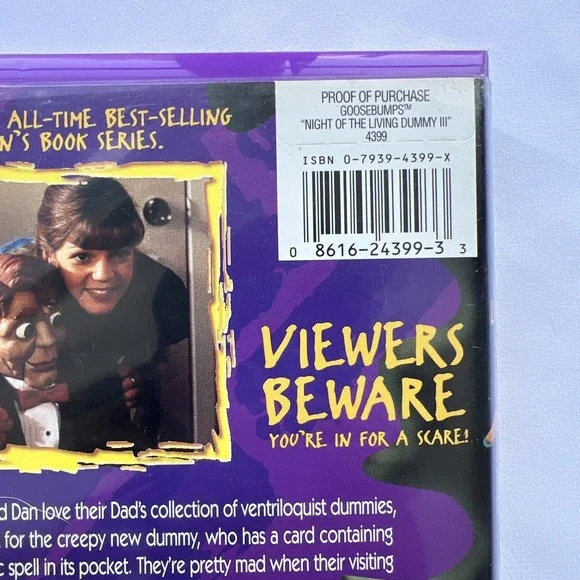 ALL-TIME BEST-SELLING
N'S BOOK SERIES.
PROOF OF PURCHASE
GOOSEBUMPS™
"NIGHT OF THE LIVING DUMMY III"
4399
ISBN 0-7939-4399-X
0 8616-24399-3 3
VIEWERS
BEWARE
YOU'RE IN FOR A SCARE!
d Dan love their Dad's collection of ventriloquist dummies,
for the creepy new dummy, who has a card containing
c spell in its pocket. They're pretty mad when their visiting